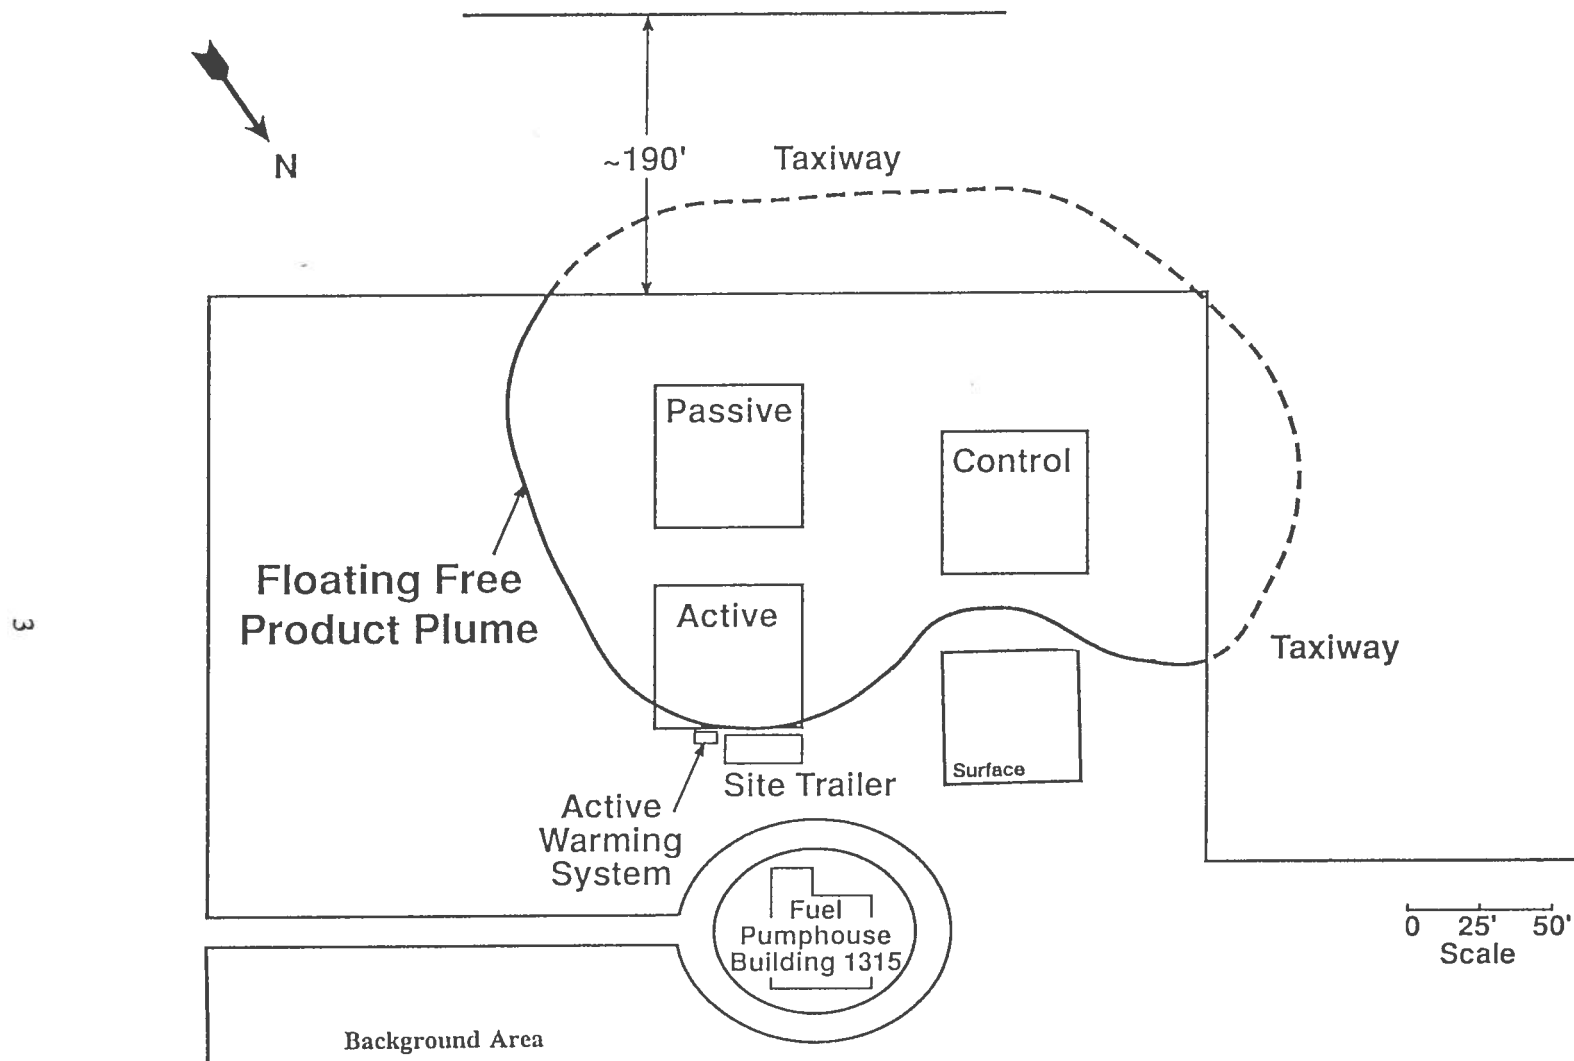 N
~190'
Taxiway
Passive
Control
Floating Free
Product Plume
Active
Taxiway
3
Surface
Site Trailer
Active
Warming
System
Fuel
Pumphouse
Building 1315
0 25' 50'
Scale
Background Area